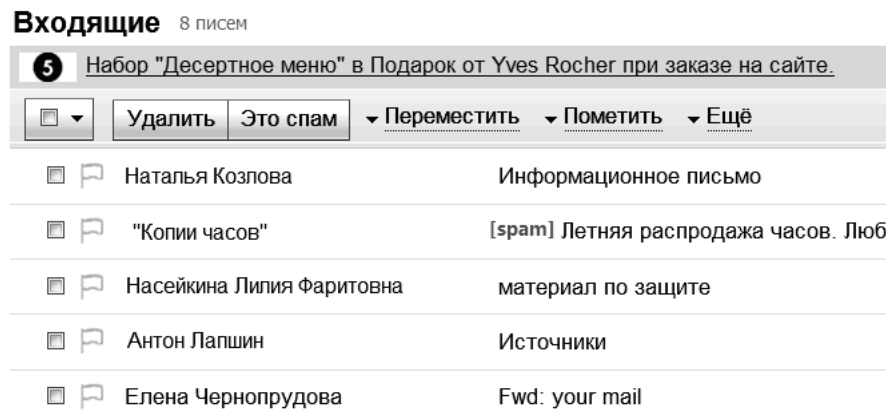 Входящие 8 писем
5 Набор "Десертное меню" в Подарок от Yves Rocher при заказе на сайте.
Удалить Это спам Переместить Пометить Ещё
Наталья Козлова Информационное письмо
"Копии часов" [spam] Летняя распродажа часов. Люб
Насейкина Лилия Фаритовна материал по защите
Антон Лапшин Источники
Елена Чернопрудова Fwd: your mail